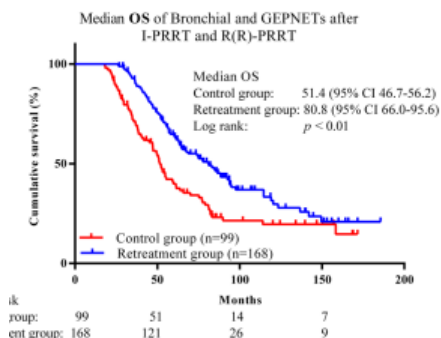 Median OS of Bronchial and GEPNETs after
I-PRRT and R(R)-PRRT
Median OS
Control group: 51.4 (95% CI 46.7-56.2)
Retreatment group: 80.8 (95% CI 66.0-95.6)
Log rank: p < 0.01
Cumulative survival (%)
100
50
0
Control group (n=99)
Retreatment group (n=168)
0 50 100 150 200
Months
sk
group: 99 51 14 7
ent group: 168 121 26 9